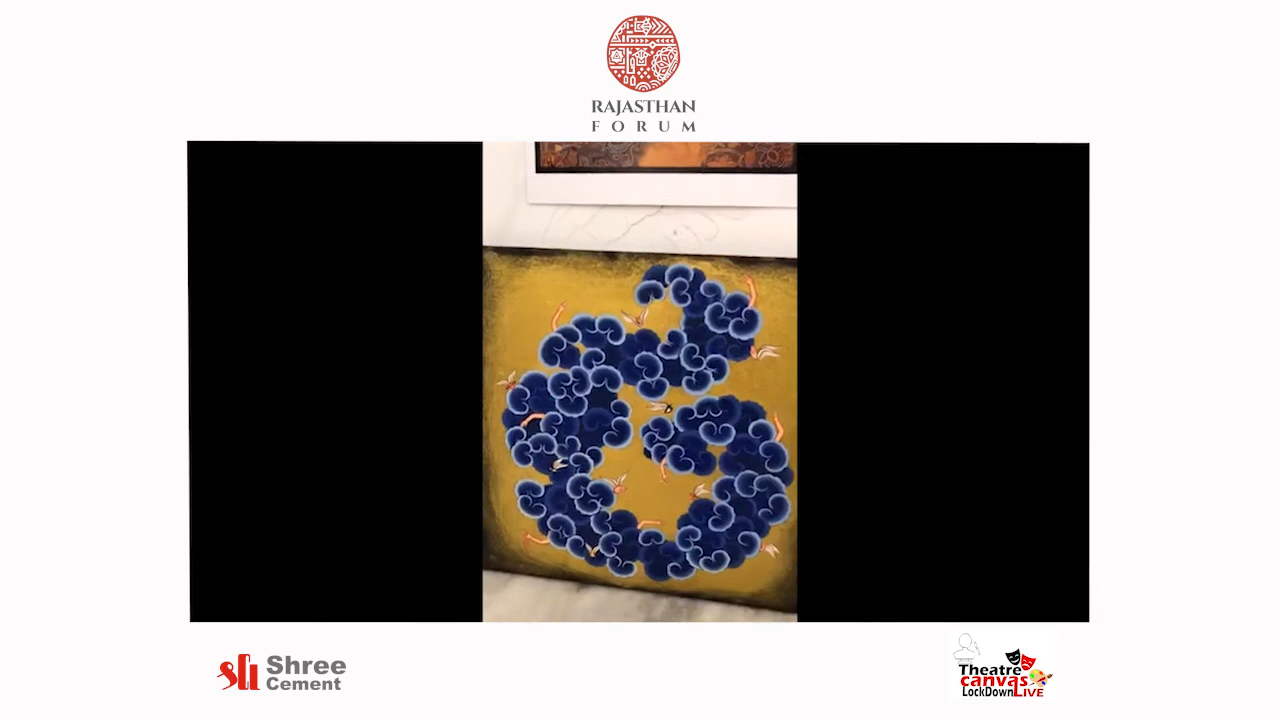 RAJASTHAN
FORUM
Shree
Cement
Theatre
canvas
LockDown LIVE